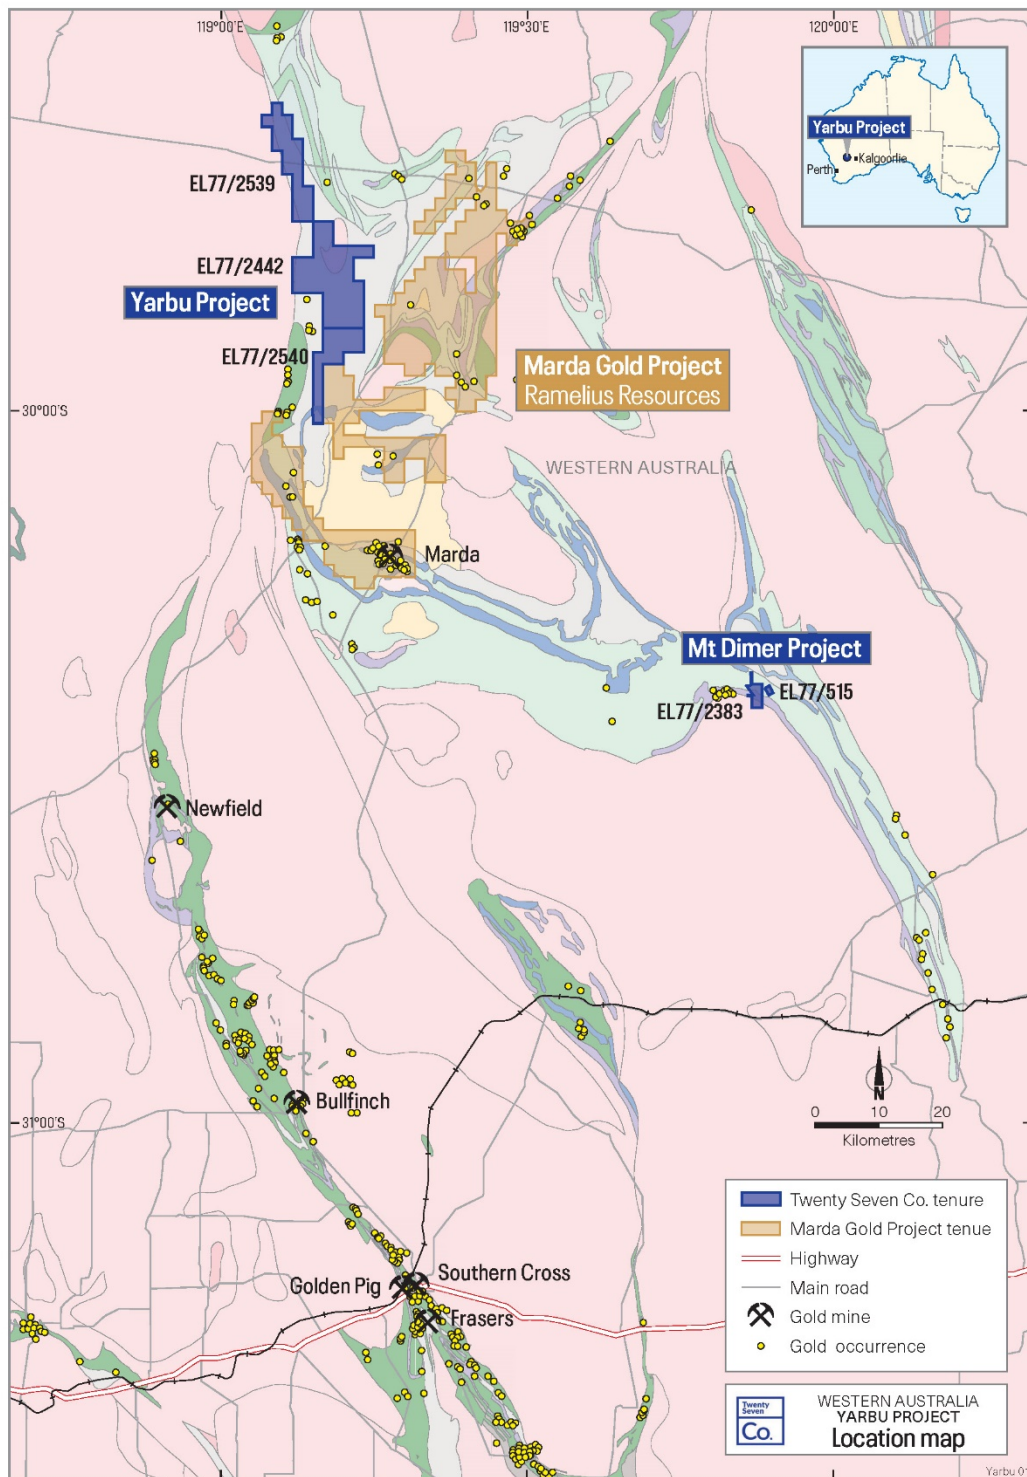 119°00'E
119°30'E
120°00'E
Yarbu Project
Kalgoorlie
Perth
EL77/2539
EL77/2442
Yarbu Project
EL77/2540
Marda Gold Project
Ramelius Resources
30°00'S
WESTERN AUSTRALIA
Marda
Mt Dimer Project
EL77/515
EL77/2383
Newfield
N
0 10 20
Kilometres
Bullfinch
31°00'S
Twenty Seven Co. tenure
Marda Gold Project tenue
Highway
Main road
Gold mine
Gold occurrence
Golden Pig
Southern Cross
Frasers
Twenty
Seven
Co.
WESTERN AUSTRALIA
YARBU PROJECT
Location map